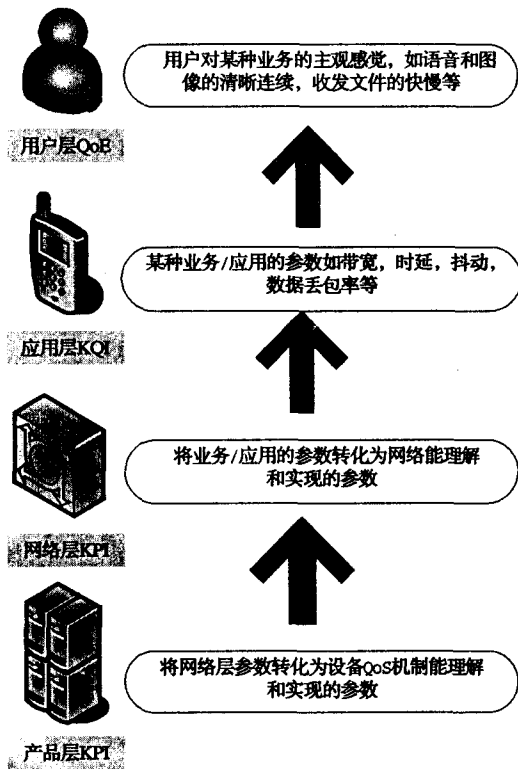 用户对某种业务的主观感觉，如语音和图
像的清晰连续，收发文件的快慢等
用户层QoE
某种业务/应用的参数如带宽，时延，抖动，
数据丢包率等
应用层KQI
将业务/应用的参数转化为网络能理解
和实现的参数
网络层KPI
将网络层参数转化为设备QoS机制能理解
和实现的参数
产品层KPI